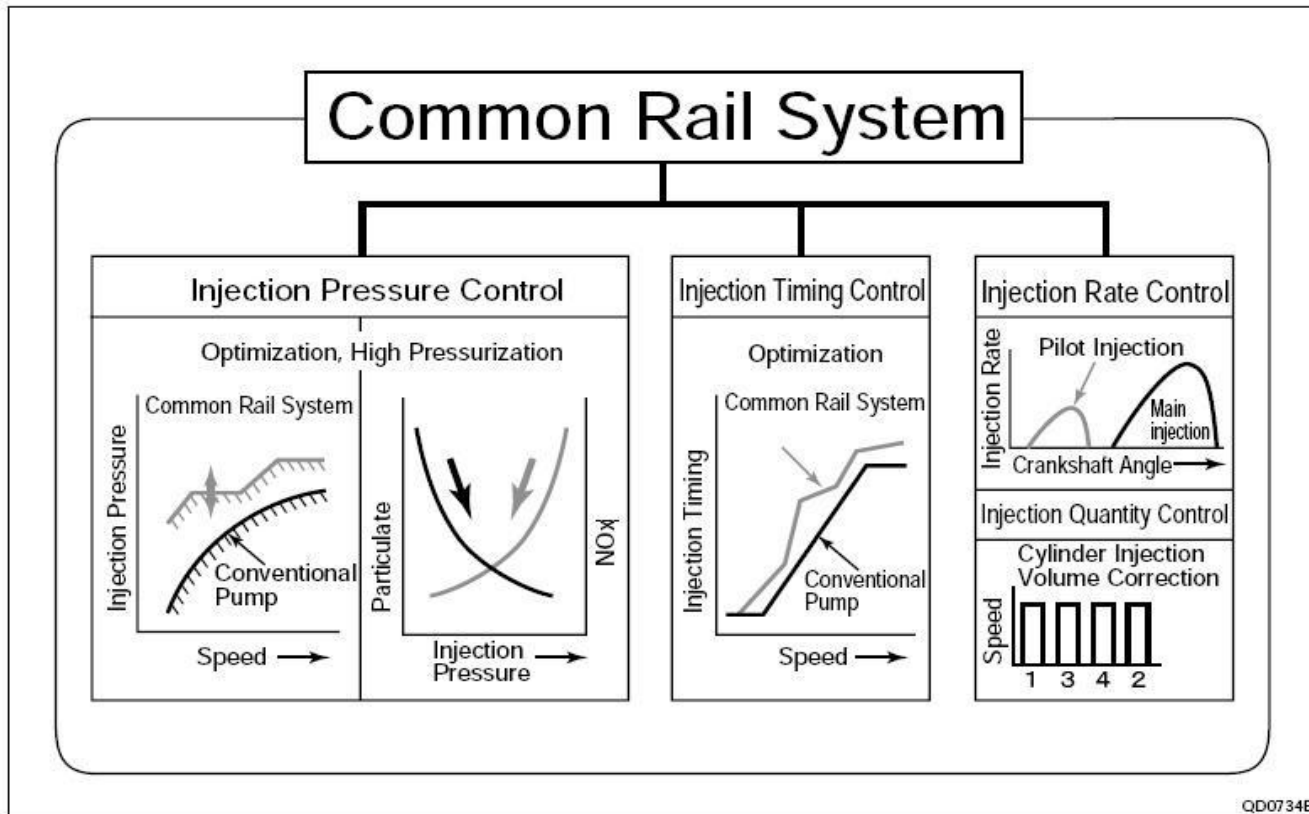 Common Rail System
Injection Pressure Control
Optimization, High Pressurization
Common Rail System
Injection Pressure
Conventional
Pump
Speed
Particulate
NOx
Injection
Pressure
Injection Timing Control
Optimization
Common Rail System
Injection Timing
Conventional
Pump
Speed
Injection Rate Control
Pilot Injection
Injection Rate
Main
injection
Crankshaft Angle
Injection Quantity Control
Cylinder Injection
Volume Correction
Speed
1 3 4 2
QD0734E